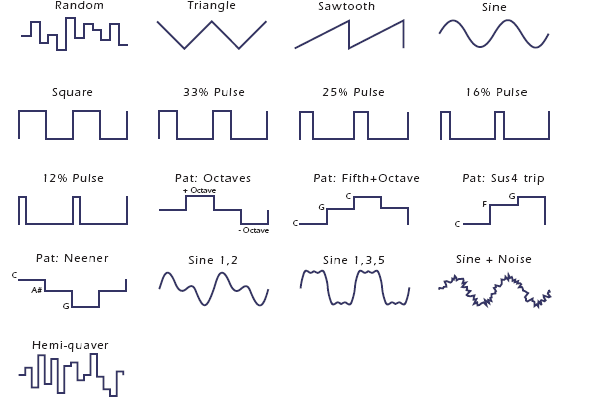 Random
Triangle
Sawtooth
Sine
Square
33% Pulse
25% Pulse
16% Pulse
12% Pulse
Pat: Octaves
+ Octave
- Octave
Pat: Fifth+Octave
C
G
C
Pat: Sus4 trip
G
F
C
Pat: Neener
C
A#
G
Sine 1,2
Sine 1,3,5
Sine + Noise
Hemi-quaver